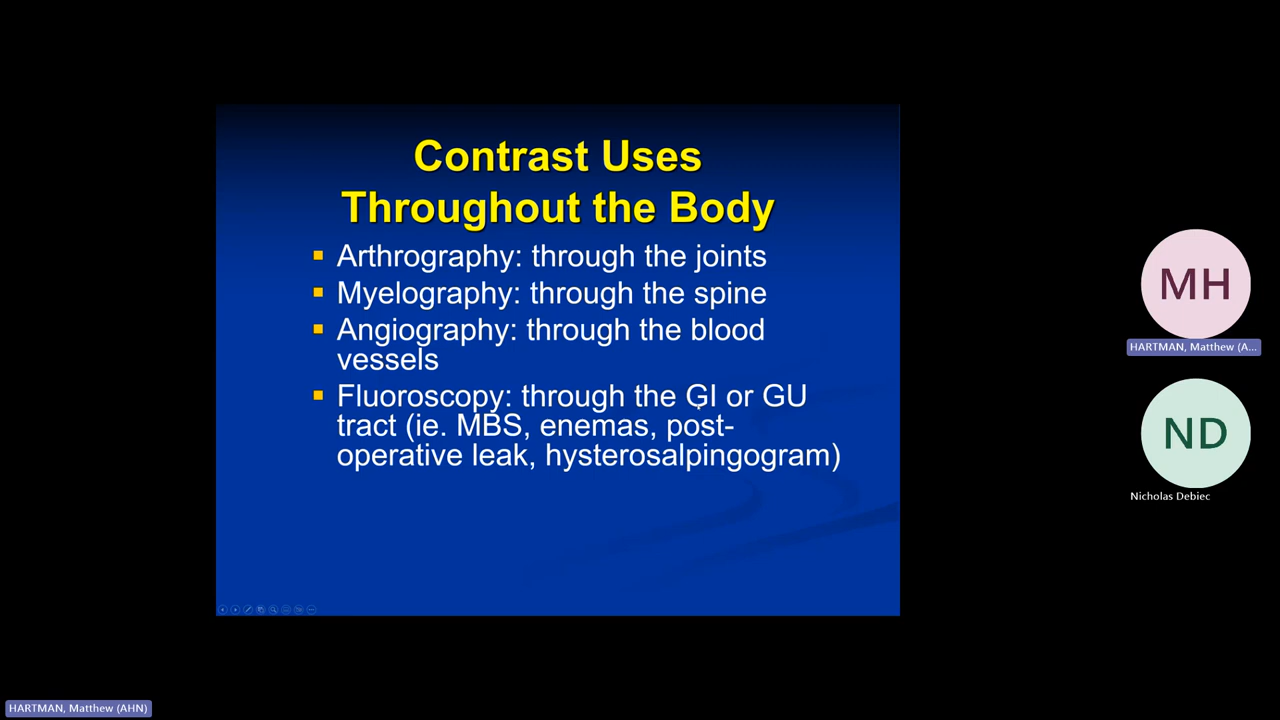 Contrast Uses
Throughout the Body
Arthrography: through the joints
Myelography: through the spine
Angiography: through the blood
vessels
Fluoroscopy: through the GI or GU
tract (ie. MBS, enemas, post-
operative leak, hysterosalpingogram)
MH
HARTMAN, Matthew (A...
ND
Nicholas Debiec
HARTMAN, Matthew (AHN)